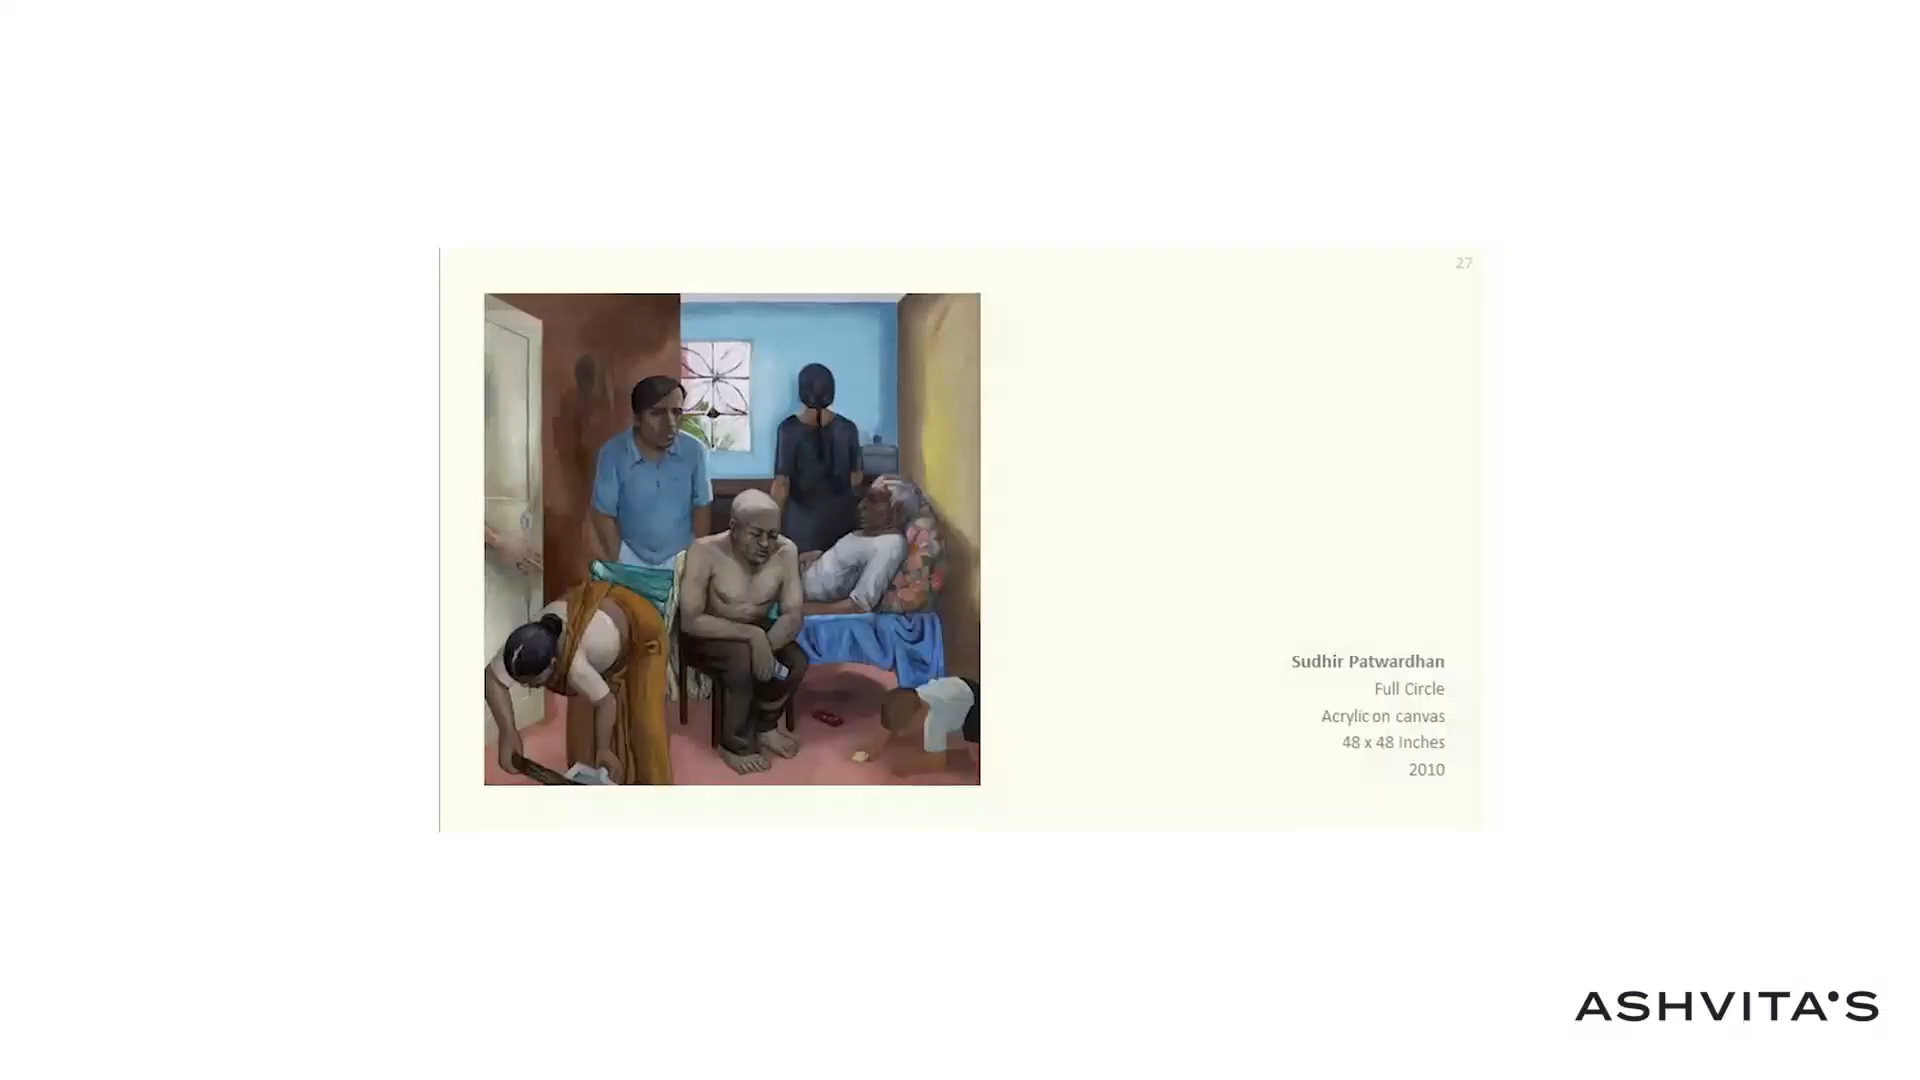 27
Sudhir Patwardhan
Full Circle
Acrylic on canvas
48 x 48 Inches
2010
ASHVITA'S